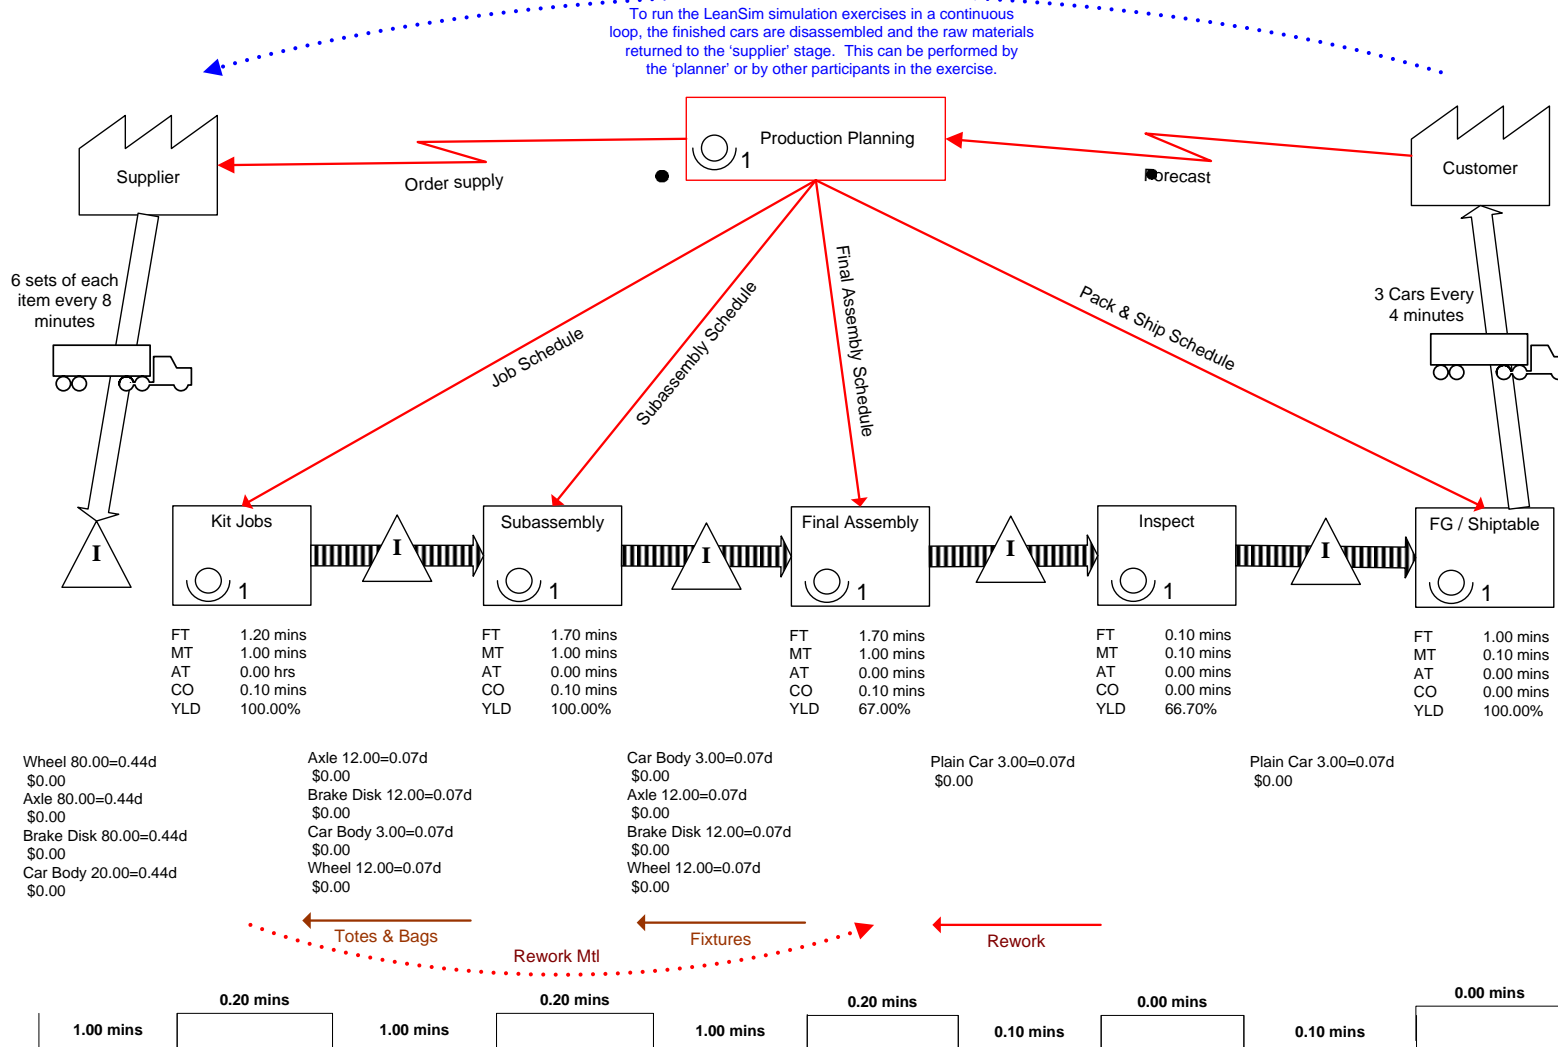 To run the LeanSim simulation exercises in a continuous
loop, the finished cars are disassembled and the raw materials
returned to the ‘supplier’ stage.  This can be performed by
the ‘planner’ or by other participants in the exercise.
Production Planning
1
Supplier
Customer
Order supply
Forecast
6 sets of each
item every 8
minutes
3 Cars Every
4 minutes
Job Schedule
Subassembly Schedule
Final Assembly Schedule
Pack & Ship Schedule
I
Kit Jobs
1
I
Subassembly
1
I
Final Assembly
1
I
Inspect
1
I
FG / Shiptable
1
FT 1.20 mins
MT 1.00 mins
AT 0.00 hrs
CO 0.10 mins
YLD 100.00%
FT 1.70 mins
MT 1.00 mins
AT 0.00 mins
CO 0.10 mins
YLD 100.00%
FT 1.70 mins
MT 1.00 mins
AT 0.00 mins
CO 0.10 mins
YLD 67.00%
FT 0.10 mins
MT 0.10 mins
AT 0.00 mins
CO 0.00 mins
YLD 66.70%
FT 1.00 mins
MT 0.10 mins
AT 0.00 mins
CO 0.00 mins
YLD 100.00%
Wheel 80.00=0.44d
$0.00
Axle 80.00=0.44d
$0.00
Brake Disk 80.00=0.44d
$0.00
Car Body 20.00=0.44d
$0.00
Axle 12.00=0.07d
$0.00
Brake Disk 12.00=0.07d
$0.00
Car Body 3.00=0.07d
$0.00
Wheel 12.00=0.07d
$0.00
Car Body 3.00=0.07d
$0.00
Axle 12.00=0.07d
$0.00
Brake Disk 12.00=0.07d
$0.00
Wheel 12.00=0.07d
$0.00
Plain Car 3.00=0.07d
$0.00
Plain Car 3.00=0.07d
$0.00
Totes & Bags
Fixtures
Rework
Rework Mtl
1.00 mins
0.20 mins
1.00 mins
0.20 mins
1.00 mins
0.20 mins
0.10 mins
0.00 mins
0.10 mins
0.00 mins